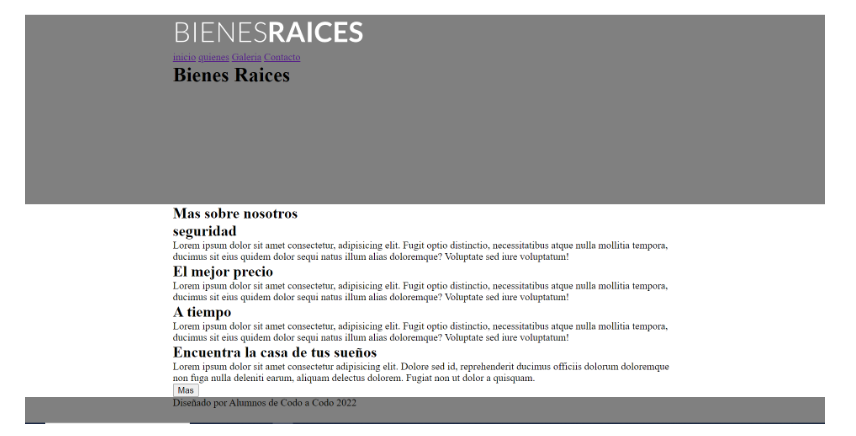 BIENESRAICES
inicio quienes Galeria Contacto
Bienes Raices
Mas sobre nosotros
seguridad
Lorem ipsum dolor sit amet consectetur, adipisicing elit. Fugit optio distinctio, necessitatibus atque nulla mollitia tempora,
ducimus sit eius quidem dolor sequi natus illum alias doloremque? Voluptate sed iure voluptatum!
El mejor precio
Lorem ipsum dolor sit amet consectetur, adipisicing elit. Fugit optio distinctio, necessitatibus atque nulla mollitia tempora,
ducimus sit eius quidem dolor sequi natus illum alias doloremque? Voluptate sed iure voluptatum!
A tiempo
Lorem ipsum dolor sit amet consectetur, adipisicing elit. Fugit optio distinctio, necessitatibus atque nulla mollitia tempora,
ducimus sit eius quidem dolor sequi natus illum alias doloremque? Voluptate sed iure voluptatum!
Encuentra la casa de tus sueños
Lorem ipsum dolor sit amet consectetur adipisicing elit. Dolore sed id, reprehenderit ducimus officiis dolorum doloremque
non fuga nulla deleniti earum, aliquam delectus dolorem. Fugiat non ut dolor a quisquam.
Mas
Diseñado por Alumnos de Codo a Codo 2022